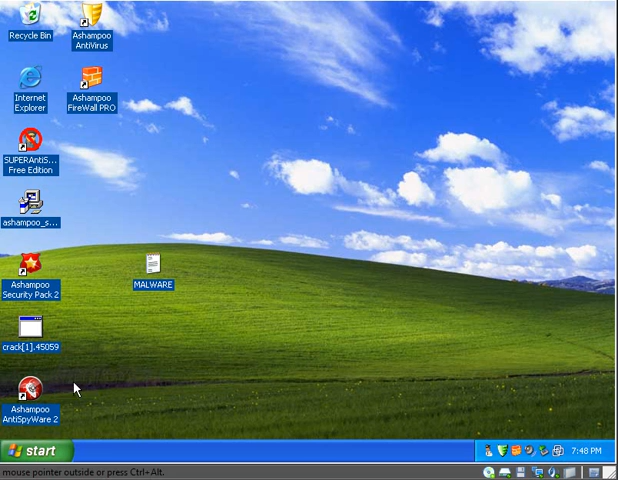 Recycle Bin
Ashampoo
AntiVirus
Internet
Explorer
Ashampoo
FireWall PRO
SUPERAntiS...
Free Edition
ashampoo_s...
Ashampoo
Security Pack 2
MALWARE
crack[1].45059
Ashampoo
AntiSpyWare 2
start
7:48 PM
mouse pointer outside or press Ctrl+Alt.